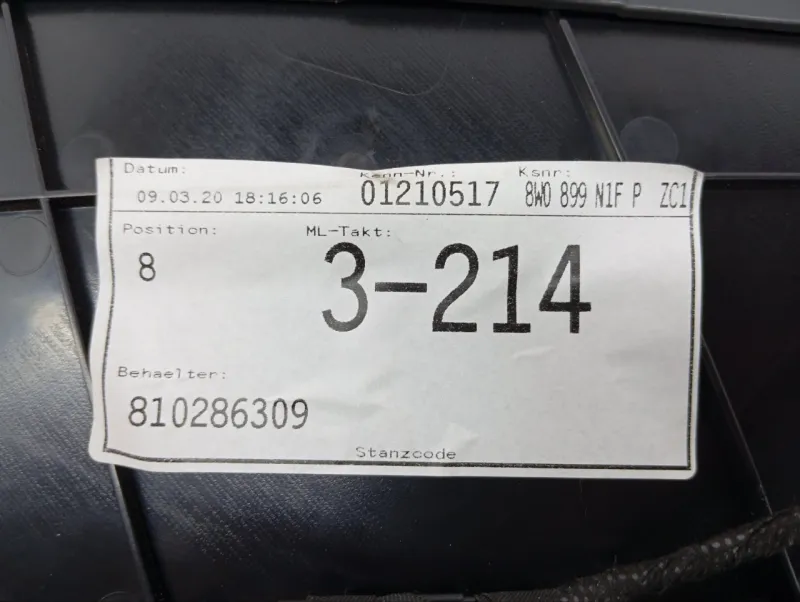 Datum: Kenn-Nr.: Ksnr:
09.03.20 18:16:06 01210517 8W0 899 N1F P ZC1
Position: ML-Takt:
8 3-214
Behaelter:
810286309
Stanzcode